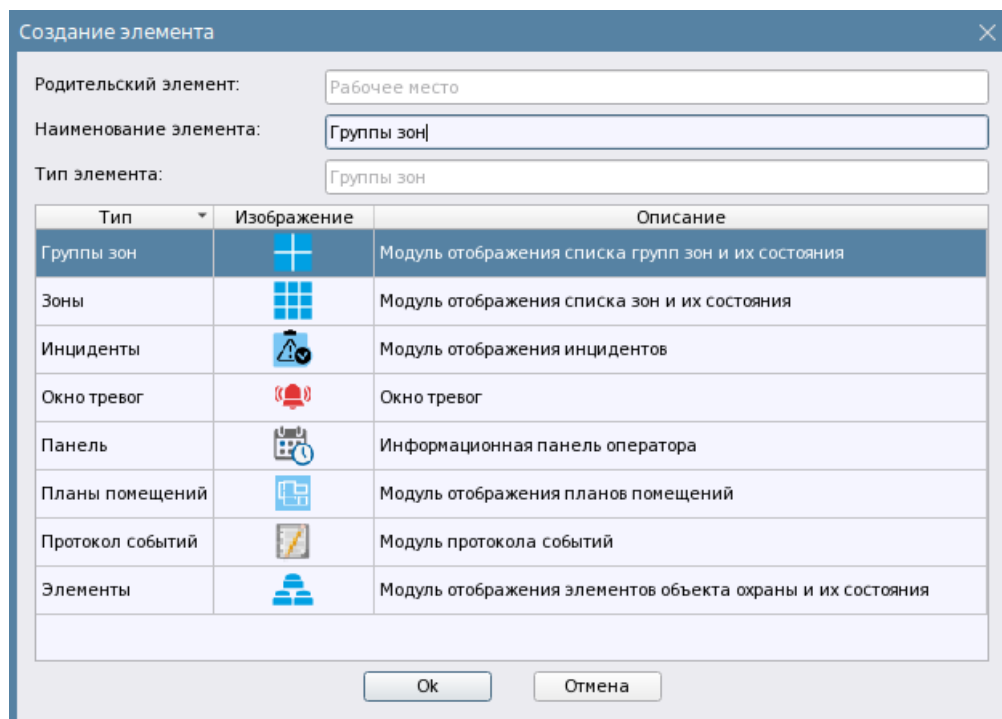 Создание элемента
Родительский элемент: Рабочее место
Наименование элемента: Группы зон
Тип элемента: Группы зон
Тип Изображение Описание
Группы зон Модуль отображения списка групп зон и их состояния
Зоны Модуль отображения списка зон и их состояния
Инциденты Модуль отображения инцидентов
Окно тревог Окно тревог
Панель Информационная панель оператора
Планы помещений Модуль отображения планов помещений
Протокол событий Модуль протокола событий
Элементы Модуль отображения элементов объекта охраны и их состояния
Ok Отмена